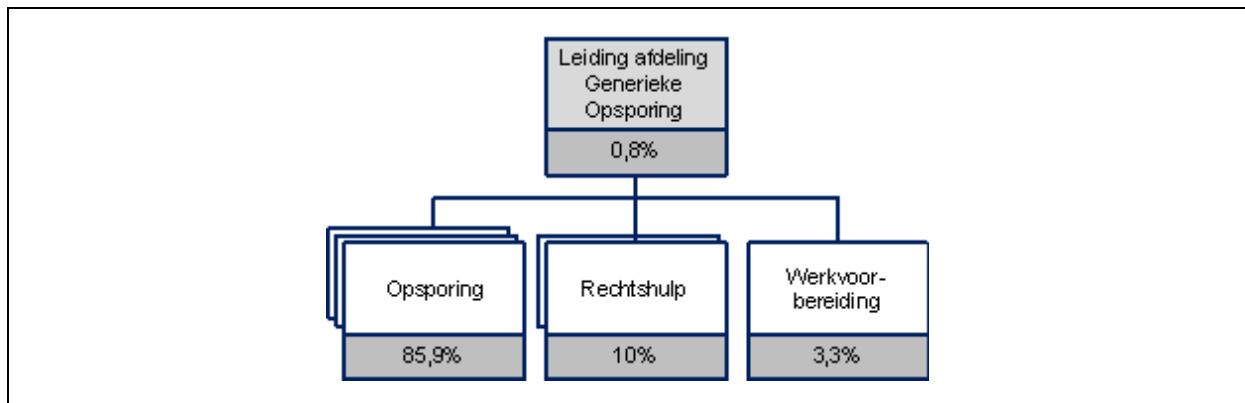 Leiding afdeling
Generieke
Opsporing
0,8%
Opsporing
85,9%
Rechtshulp
10%
Werkvoor-
bereiding
3,3%